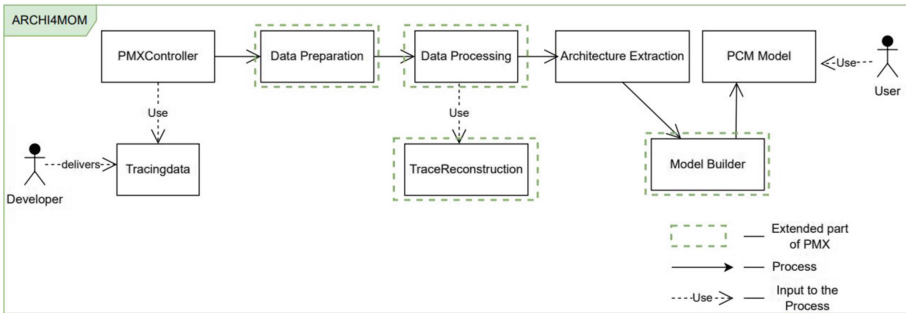 ARCHI4MOM
PMXController
Data Preparation
Data Processing
Architecture Extraction
PCM Model
Use
User
Use
Use
delivers
Developer
Tracingdata
TraceReconstruction
Model Builder
Extended part
of PMX
Process
Use
Input to the
Process